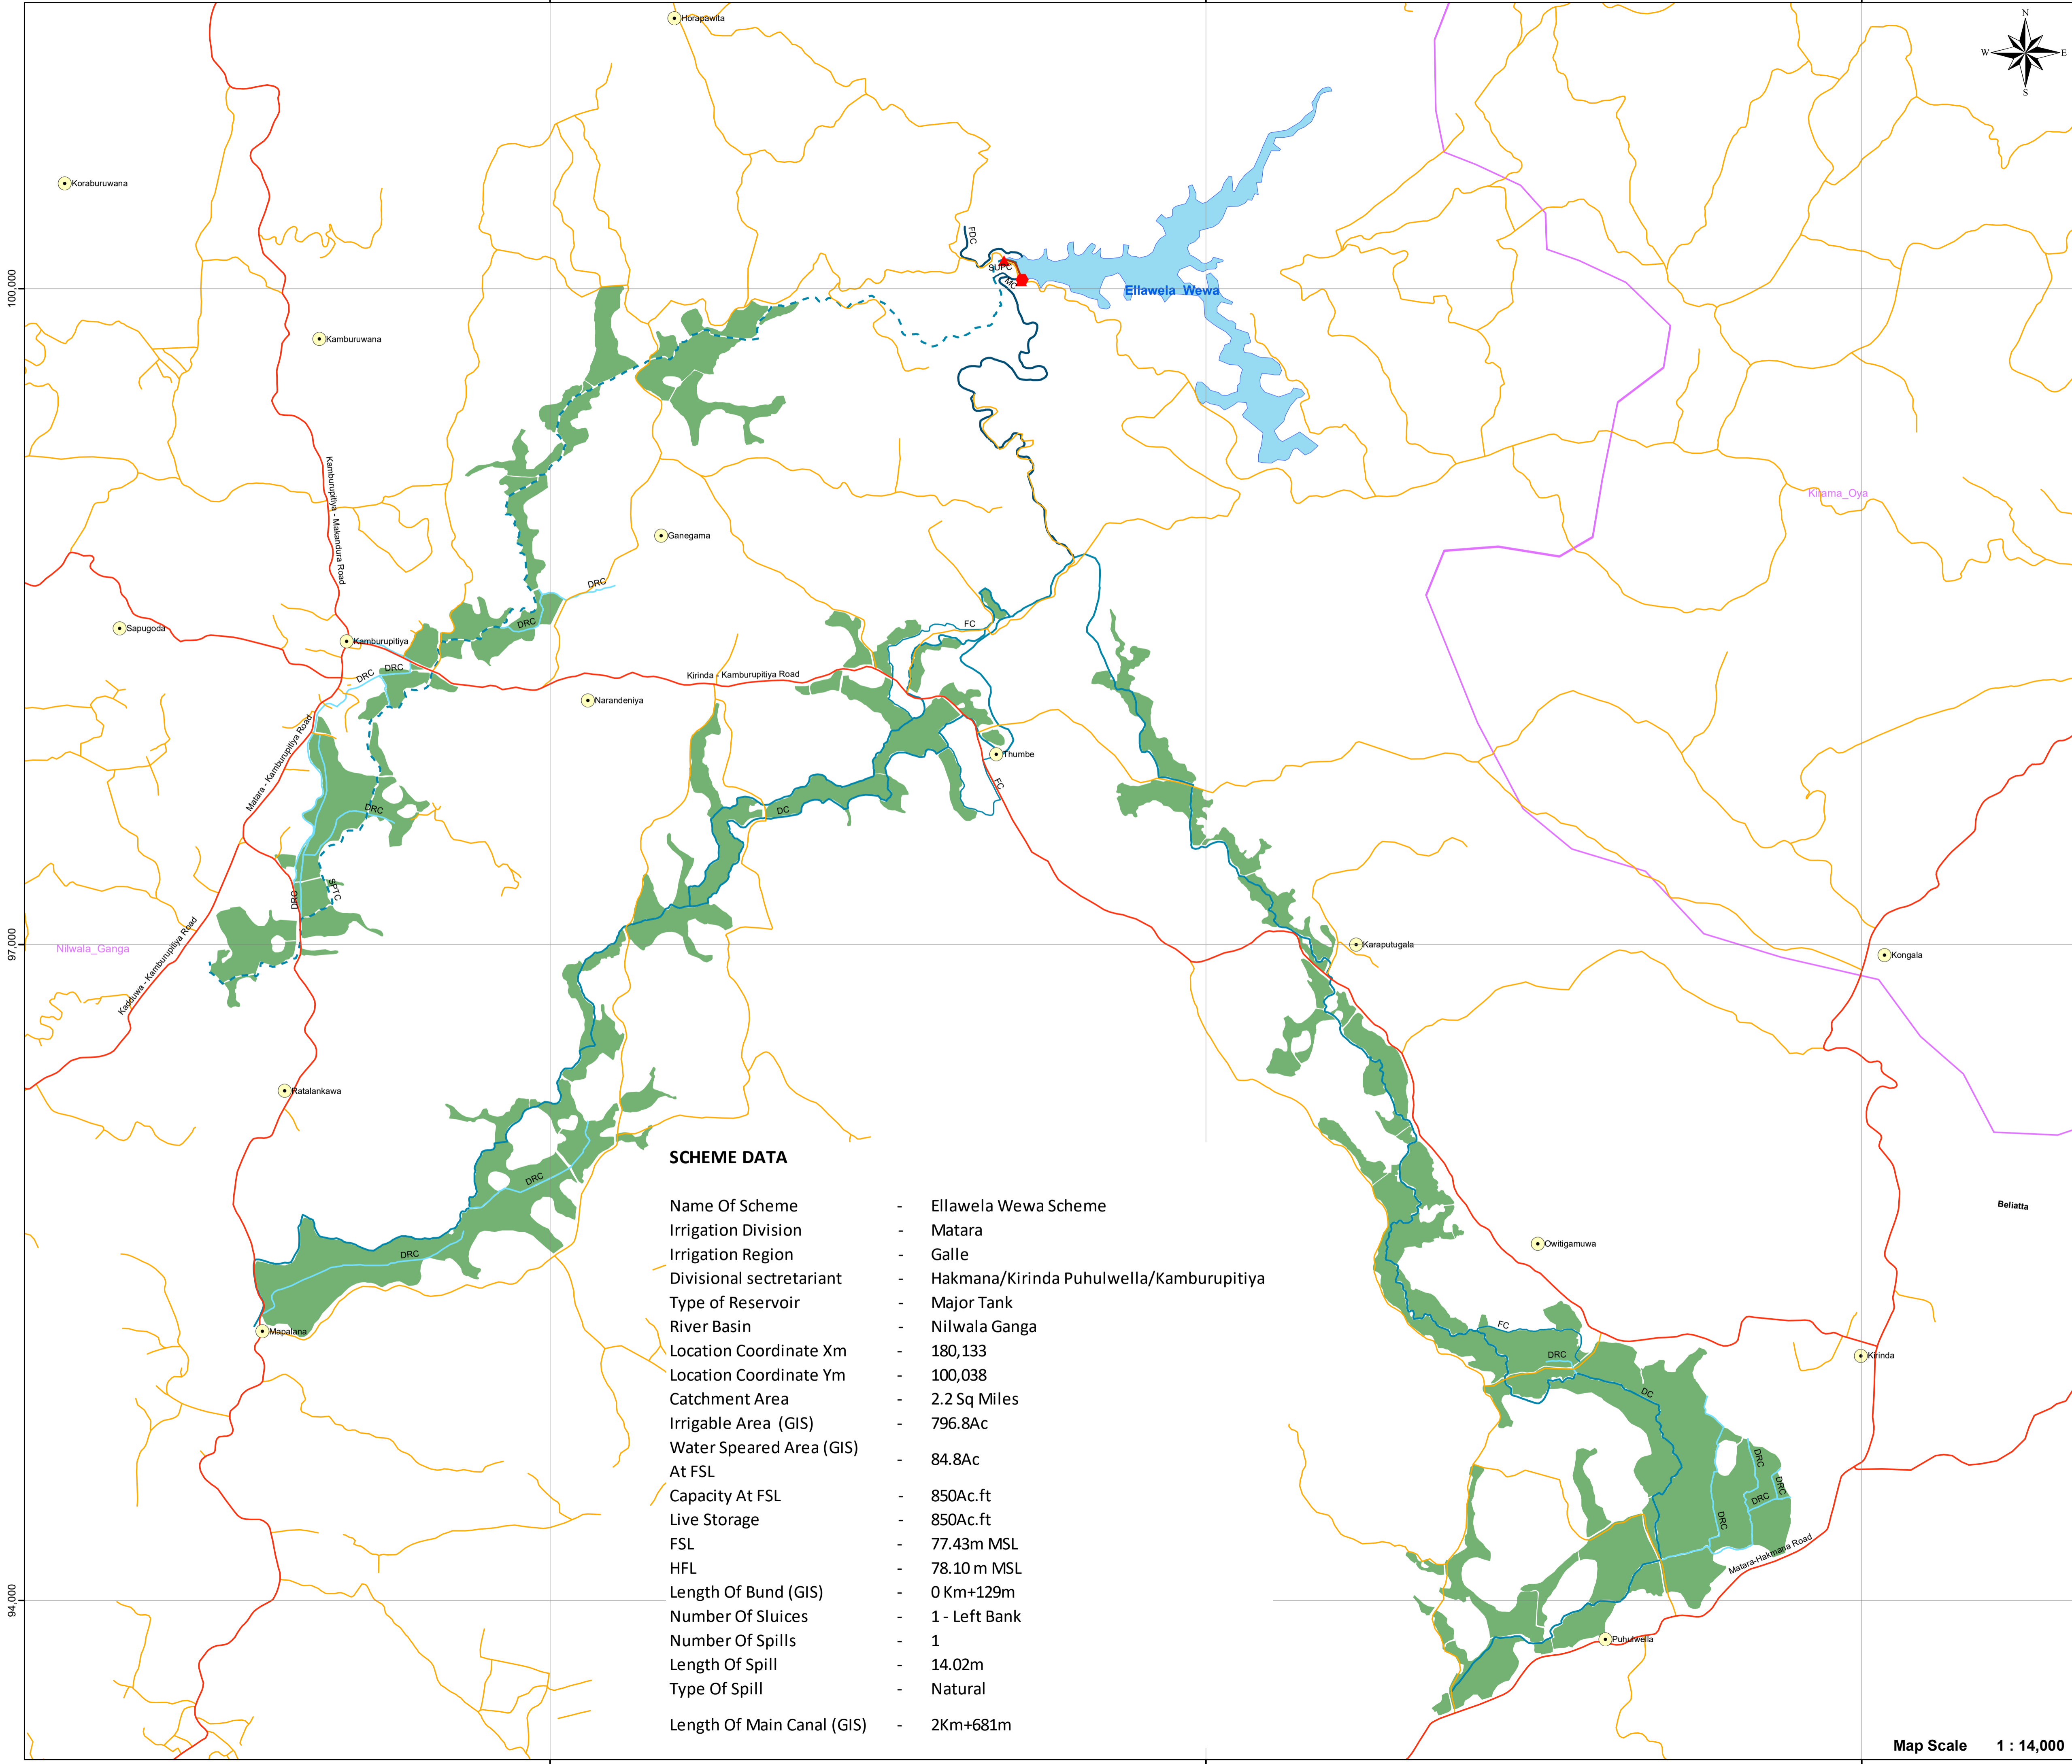 Horapawita
N
W
E
S
Koraburuwana
FDC
SUPC
MC
100,000
Ellawela Wewa
Kamburuwana
Kamburupitiya - Makandura Road
Kirama_Oya
Ganegama
DRC
DRC
Sapugoda
Kamburupitiya
FC
DRC
DRC
Kirinda - Kamburupitiya Road
Narandeniya
Matara - Kamburupitiya Road
Thumbe
FC
DRC
DC
SPTC
DRC
97,000
Nilwala_Ganga
Kadduwa - Kamburupitiya Road
Karaputugala
Kongala
Ratalankawa
DRC
DRC
Mapalana
Beliatta
Owitigamuwa
FC
DRC
Kirinda
DC
DRC
DRC
DRC
DRC
Matara-Hakmana Road
94,000
Puhulwella
SCHEME DATA
Name Of Scheme - Ellawela Wewa Scheme
Irrigation Division - Matara
Irrigation Region - Galle
Divisional sectretariant - Hakmana/Kirinda Puhulwella/Kamburupitiya
Type of Reservoir - Major Tank
River Basin - Nilwala Ganga
Location Coordinate Xm - 180,133
Location Coordinate Ym - 100,038
Catchment Area - 2.2 Sq Miles
Irrigable Area (GIS) - 796.8Ac
Water Speared Area (GIS)
At FSL - 84.8Ac
Capacity At FSL - 850Ac.ft
Live Storage - 850Ac.ft
FSL - 77.43m MSL
HFL - 78.10 m MSL
Length Of Bund (GIS) - 0 Km+129m
Number Of Sluices - 1 - Left Bank
Number Of Spills - 1
Length Of Spill - 14.02m
Type Of Spill - Natural
Length Of Main Canal (GIS) - 2Km+681m
Map Scale 1 : 14,000